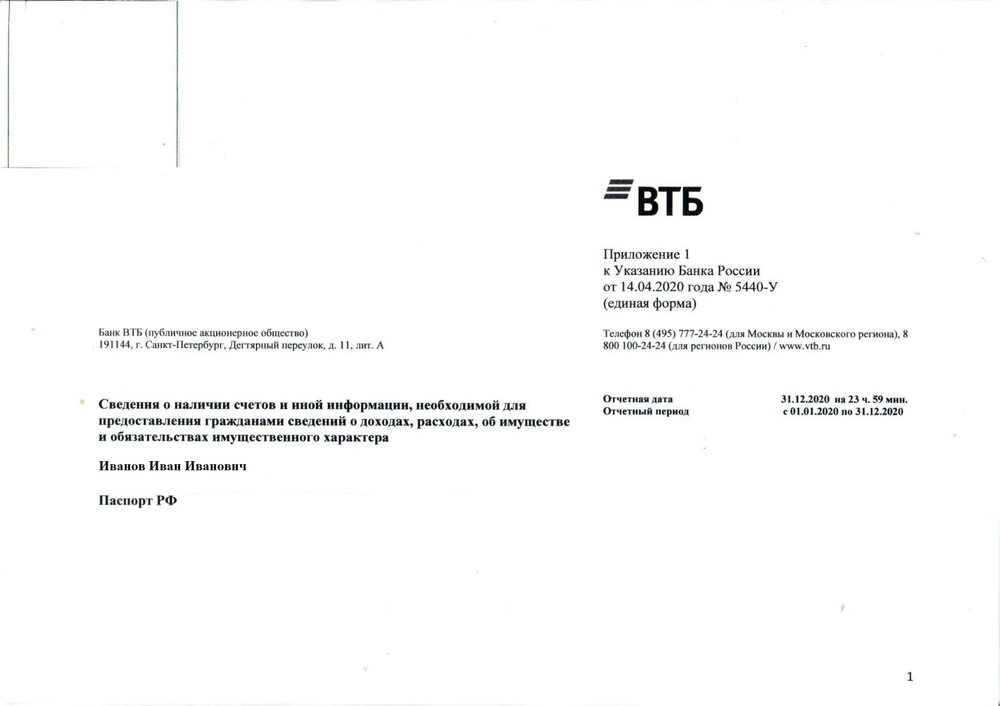 ВТБ
Приложение 1
к Указанию Банка России
от 14.04.2020 года № 5440-У
(единая форма)
Банк ВТБ (публичное акционерное общество)
191144, г. Санкт-Петербург, Дегтярный переулок, д. 11, лит. А
Телефон 8 (495) 777-24-24 (для Москвы и Московского региона), 8
800 100-24-24 (для регионов России) / www.vtb.ru
Сведения о наличии счетов и иной информации, необходимой для
предоставления гражданами сведений о доходах, расходах, об имуществе
и обязательствах имущественного характера
Отчетная дата 31.12.2020 на 23 ч. 59 мин.
Отчетный период с 01.01.2020 по 31.12.2020
Иванов Иван Иванович
Паспорт РФ
1